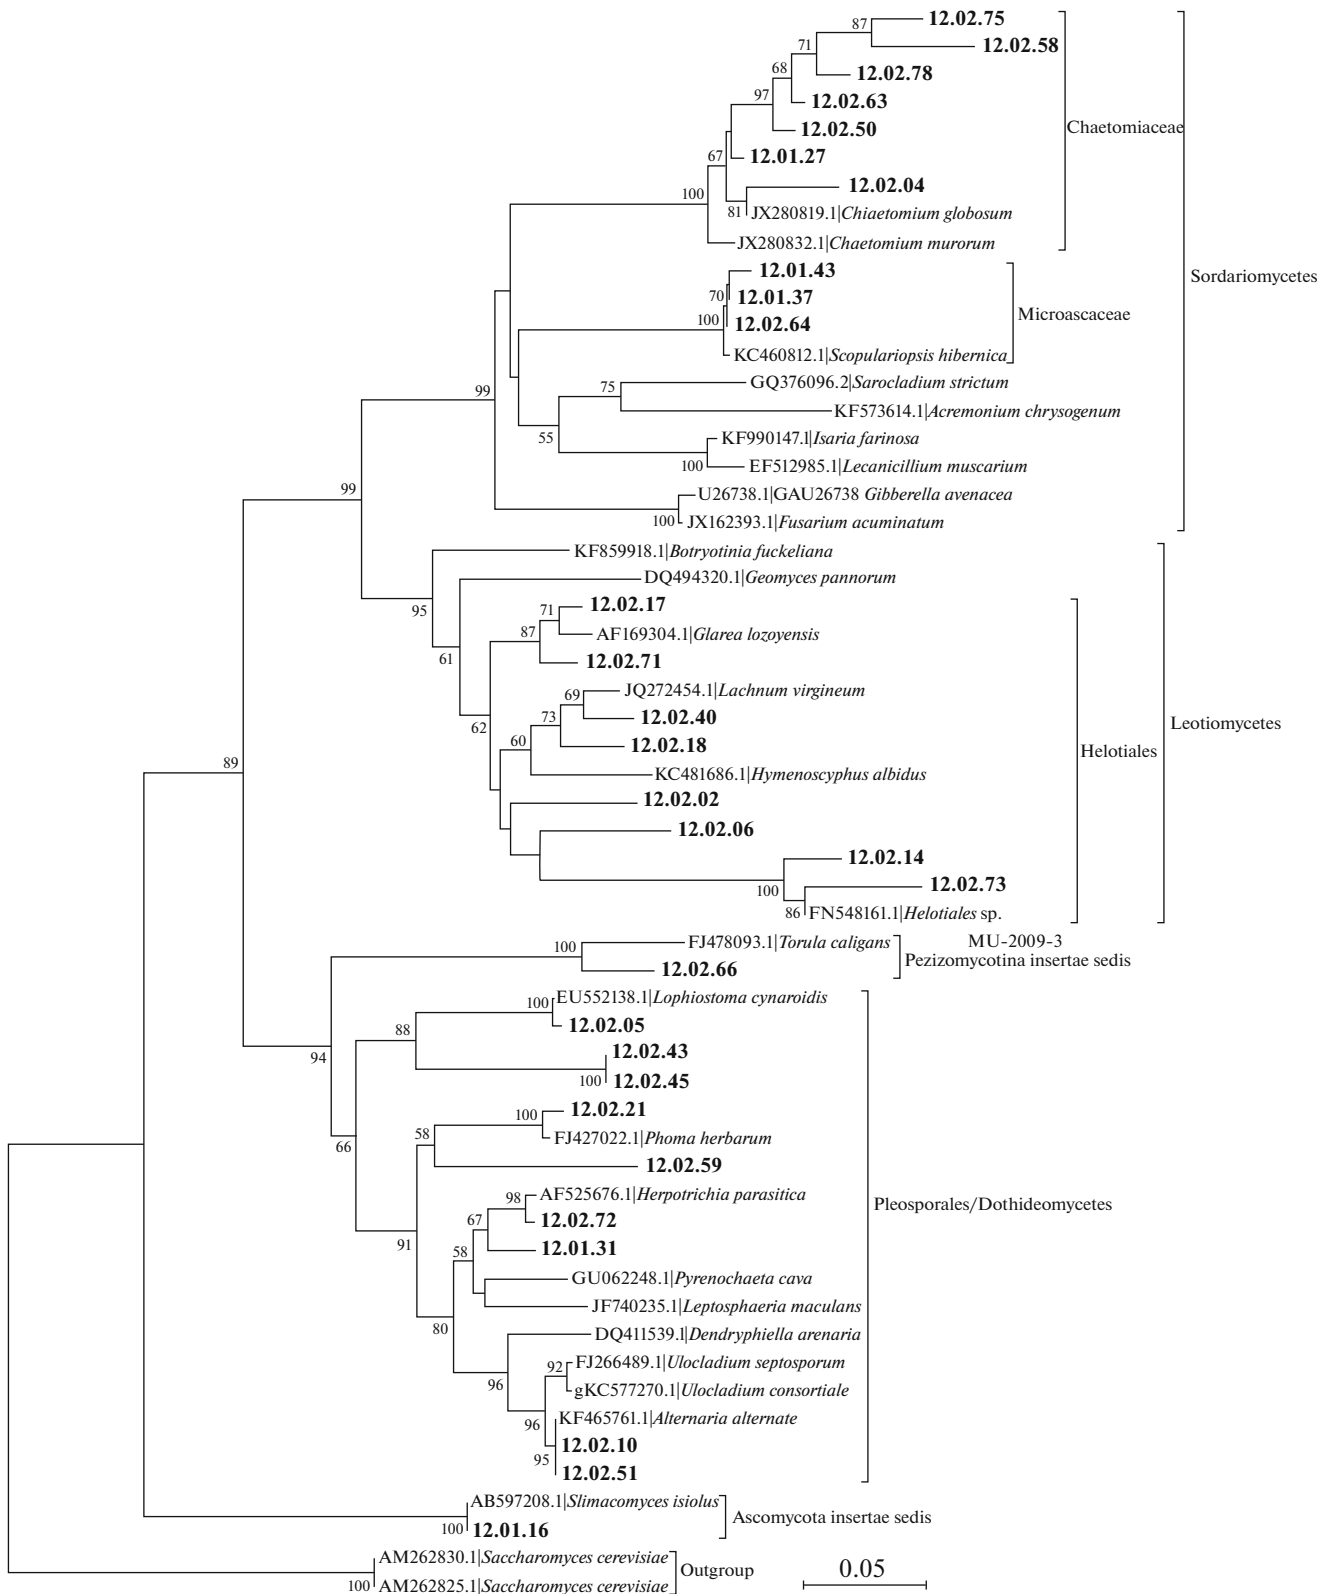 87
12.02.75
12.02.58
71
12.02.78
68
12.02.63
97
12.02.50
Chaetomiaceae
67
12.01.27
12.02.04
100
81
JX280819.1|Chiaetomium globosum
JX280832.1|Chaetomium murorum
Sordariomycetes
12.01.43
70
12.01.37
100
12.02.64
Microascaceae
KC460812.1|Scopulariopsis hibernica
GQ376096.2|Sarocladium strictum
75
99
KF573614.1|Acremonium chrysogenum
55
KF990147.1|Isaria farinosa
100
EF512985.1|Lecanicillium muscarium
99
U26738.1|GAU26738 Gibberella avenacea
100
JX162393.1|Fusarium acuminatum
KF859918.1|Botryotinia fuckeliana
DQ494320.1|Geomyces pannorum
95
71
12.02.17
87
AF169304.1|Glarea lozoyensis
61
12.02.71
JQ272454.1|Lachnum virgineum
69
12.02.40
73
62
12.02.18
60
Leotiomycetes
Helotiales
KC481686.1|Hymenoscyphus albidus
89
12.02.02
12.02.06
12.02.14
100
12.02.73
86
FN548161.1|Helotiales sp.
MU-2009-3
FJ478093.1|Torula caligans
100
Pezizomycotina insertae sedis
12.02.66
100
EU552138.1|Lophiostoma cynaroidis
12.02.05
88
94
12.02.43
100
12.02.45
100
12.02.21
58
FJ427022.1|Phoma herbarum
66
12.02.59
98
AF525676.1|Herpotrichia parasitica
Pleosporales/Dothideomycetes
67
12.02.72
91
58
12.01.31
GU062248.1|Pyrenochaeta cava
JF740235.1|Leptosphaeria maculans
80
DQ411539.1|Dendryphiella arenaria
92
FJ266489.1|Ulocladium septosporum
96
gKC577270.1|Ulocladium consortiale
96
KF465761.1|Alternaria alternate
12.02.10
95
12.02.51
AB597208.1|Slimacomyces isiolus
Ascomycota insertae sedis
100
12.01.16
AM262830.1|Saccharomyces cerevisiae
Outgroup
100
AM262825.1|Saccharomyces cerevisiae
0.05